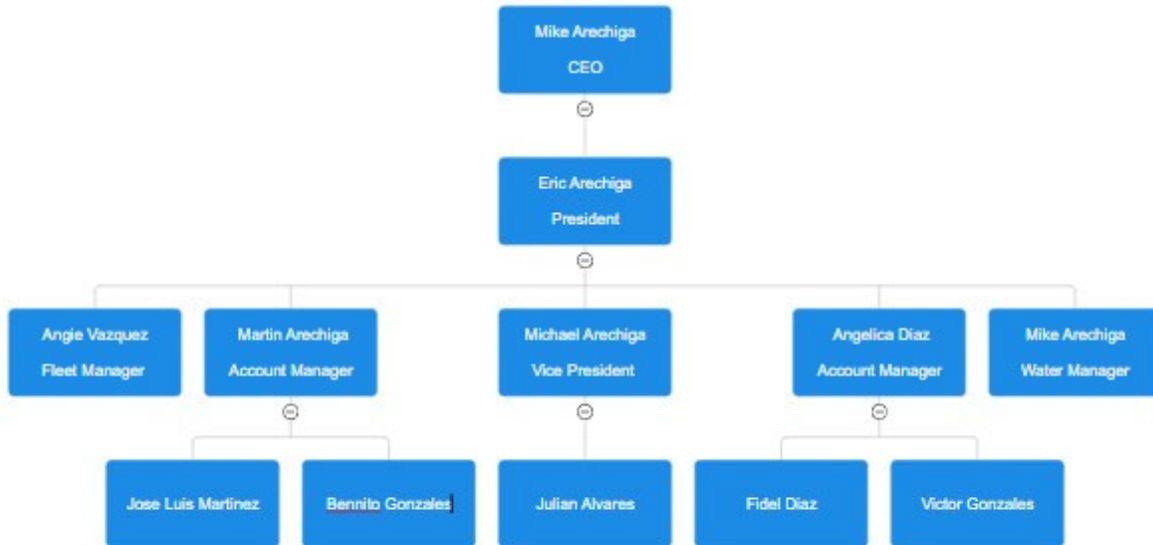 Mike Arechiga
CEO
Eric Arechiga
President
Angie Vazquez
Fleet Manager
Martin Arechiga
Account Manager
Michael Arechiga
Vice President
Angelica Diaz
Account Manager
Mike Arechiga
Water Manager
Jose Luis Martinez
Bennito Gonzales
Julian Alvares
Fidel Diaz
Victor Gonzales